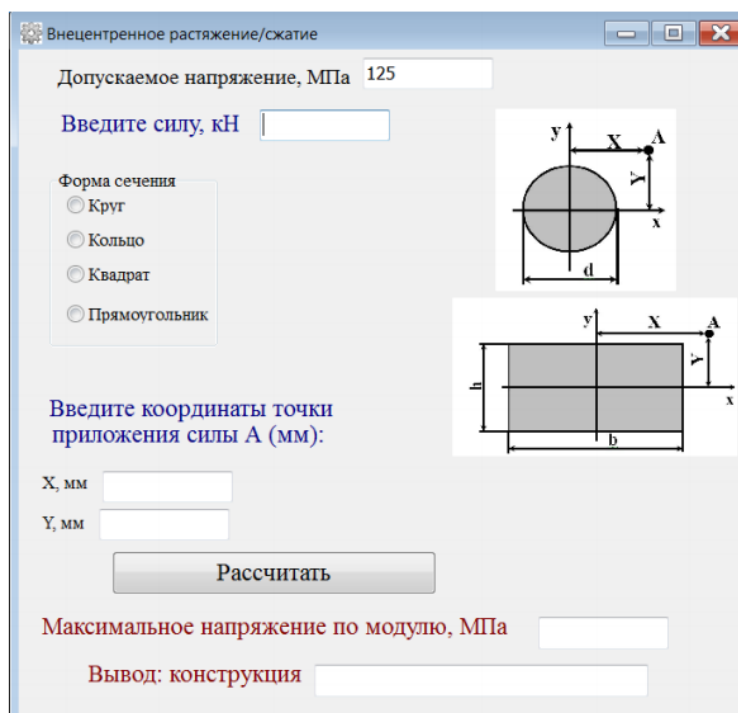 Внецентренное растяжение/сжатие
Допускаемое напряжение, МПа 125
Введите силу, кН
Форма сечения
Круг
Кольцо
Квадрат
Прямоугольник
y
X
A
Y
x
d
y
X
A
Y
h
x
b
Введите координаты точки
приложения силы А (мм):
X, мм
Y, мм
Рассчитать
Максимальное напряжение по модулю, МПа
Вывод: конструкция